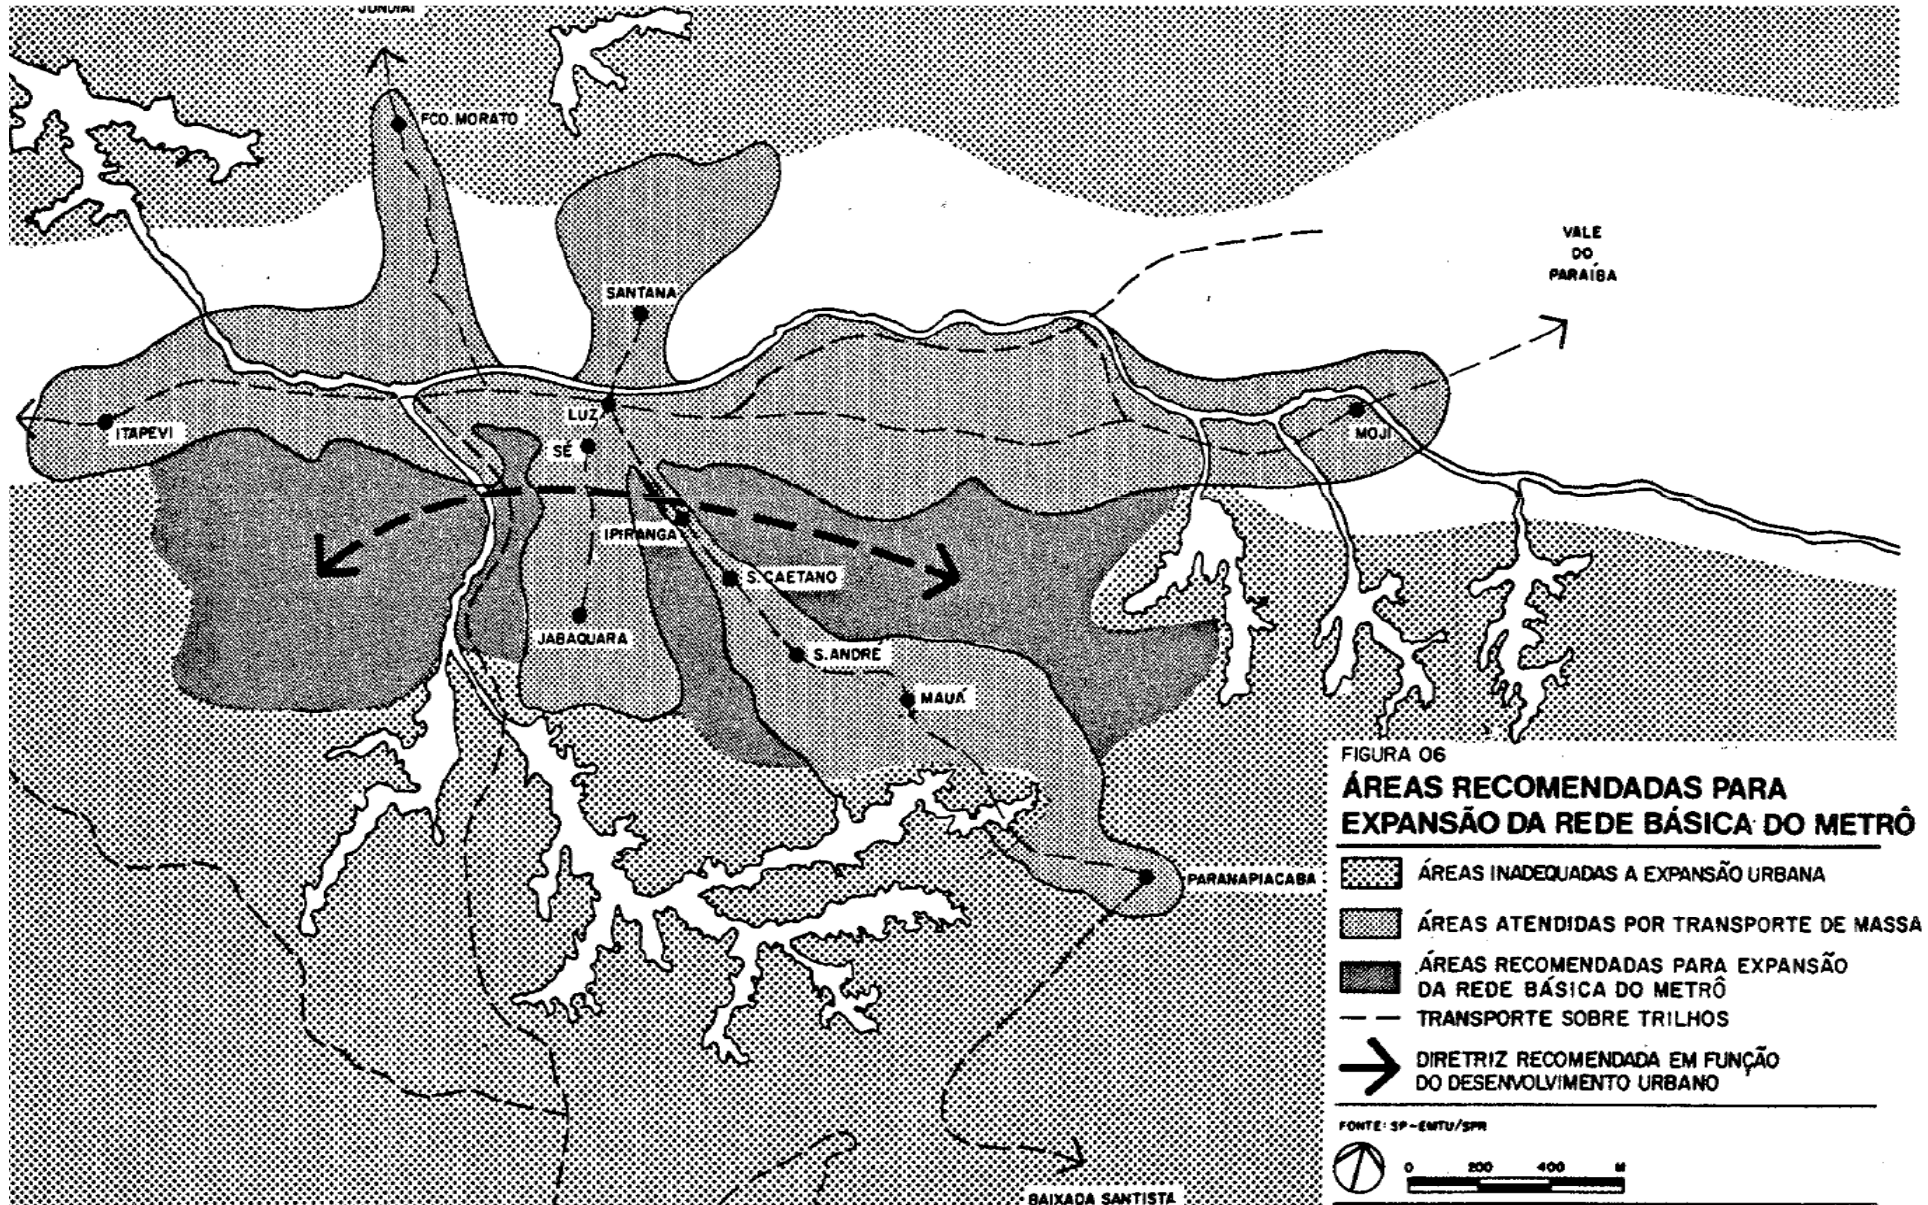 JUNDIAÍ
FCO. MORATO
VALE
DO
PARAÍBA
SANTANA
LUZ
ITAPEVI
MOJI
SÉ
IPIRANGA
S. CAETANO
JABAQUARA
S. ANDRÉ
MAUÁ
PARANAPIACABA
BAIXADA SANTISTA
FIGURA 06
ÁREAS RECOMENDADAS PARA
EXPANSÃO DA REDE BÁSICA DO METRÔ
ÁREAS INADEQUADAS A EXPANSÃO URBANA
ÁREAS ATENDIDAS POR TRANSPORTE DE MASSA
ÁREAS RECOMENDADAS PARA EXPANSÃO
DA REDE BÁSICA DO METRÔ
TRANSPORTE SOBRE TRILHOS
DIRETRIZ RECOMENDADA EM FUNÇÃO
DO DESENVOLVIMENTO URBANO
FONTE: SP-EMTU/SPR
0 200 400 M